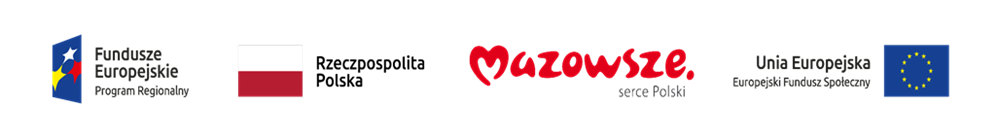 Fundusze
Europejskie
Program Regionalny
Rzeczpospolita
Polska
Mazowsze.
serce Polski
Unia Europejska
Europejski Fundusz Społeczny